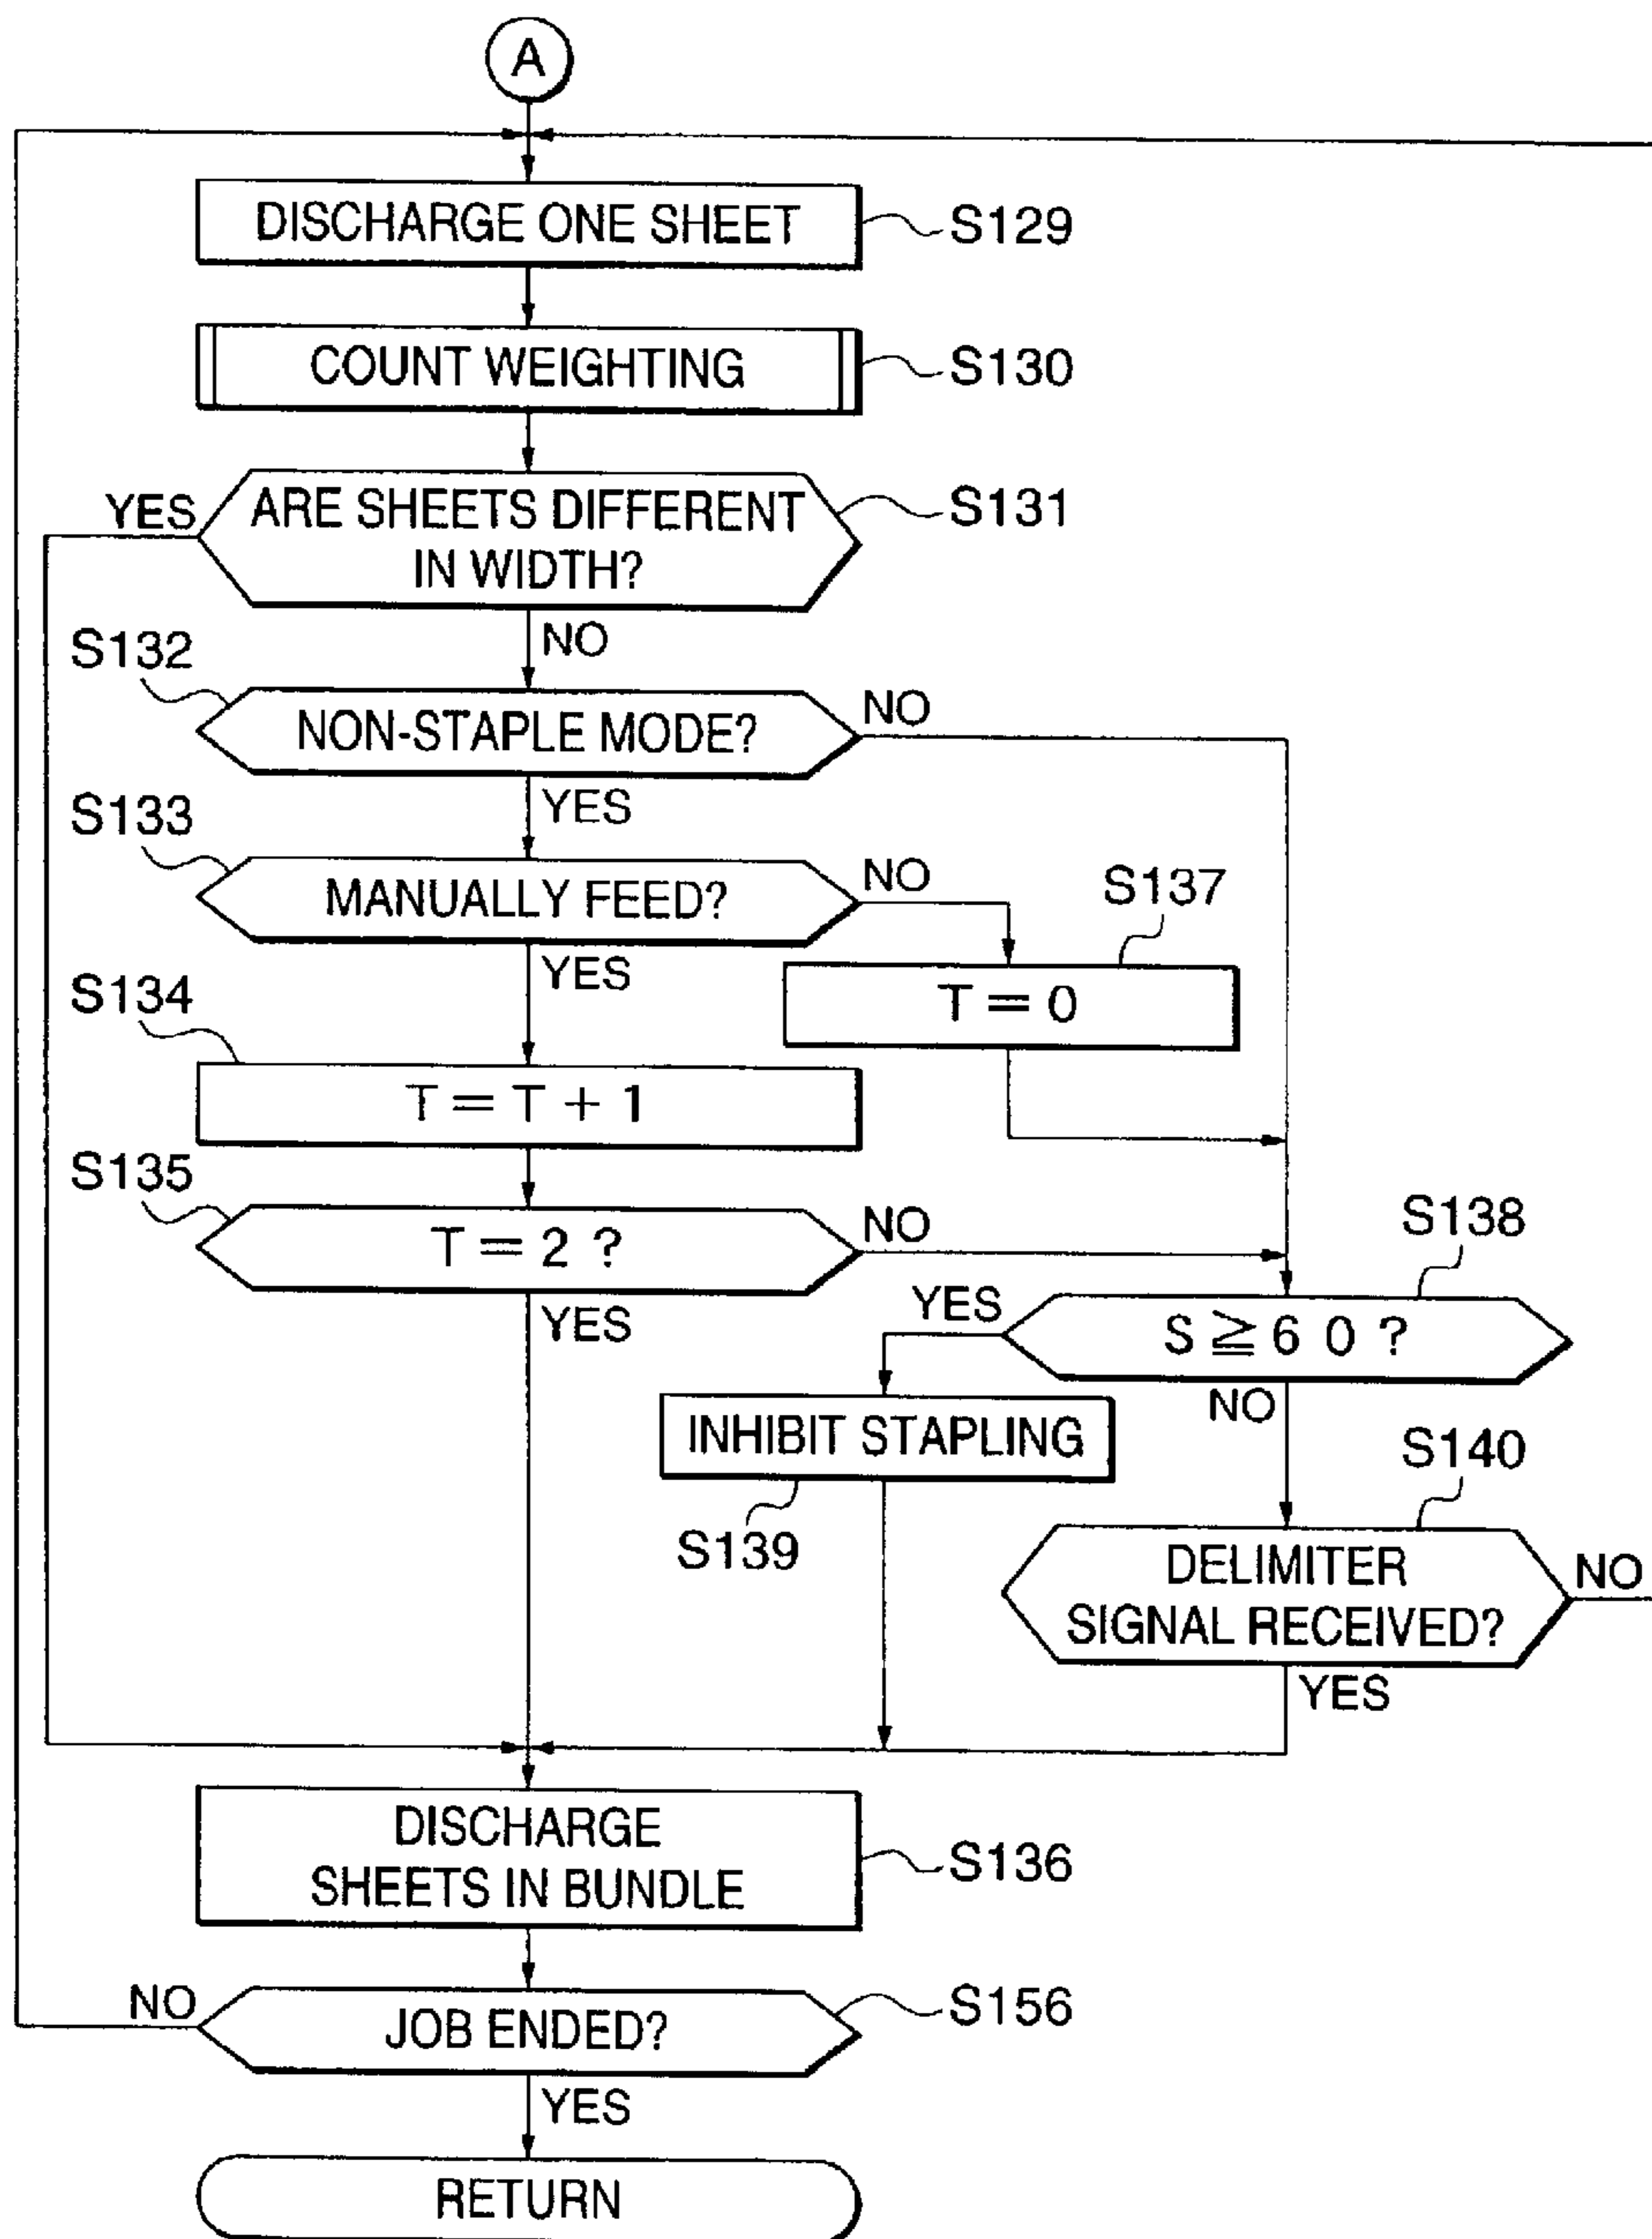 A
DISCHARGE ONE SHEET
S129
COUNT WEIGHTING
S130
YES
ARE SHEETS DIFFERENT
IN WIDTH?
S131
NO
S132
NON-STAPLE MODE?
NO
YES
S133
MANUALLY FEED?
NO
S137
YES
T = 0
S134
T = T + 1
S135
T = 2 ?
NO
S138
YES
YES
S ≧ 6 0 ?
NO
INHIBIT STAPLING
S139
S140
DELIMITER
SIGNAL RECEIVED?
NO
YES
DISCHARGE
SHEETS IN BUNDLE
S136
NO
JOB ENDED?
S156
YES
RETURN